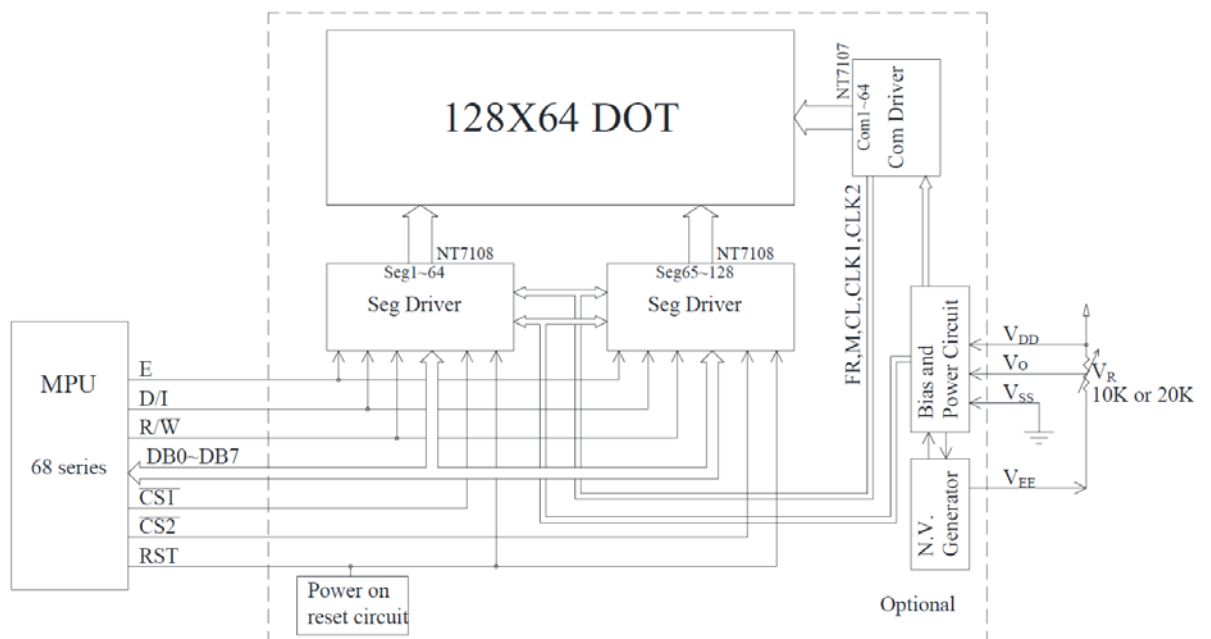 128X64 DOT
NT7107
Com1~64
Com Driver
NT7108
Seg1~64
Seg Driver
NT7108
Seg65~128
Seg Driver
FR,M,CL,CLK1,CLK2
MPU
68 series
E
D/I
R/W
DB0~DB7
CS1
CS2
RST
Power on
reset circuit
Bias and
Power Circuit
VDD
VO
VSS
VR
10K or 20K
N.V.
Generator
VEE
Optional